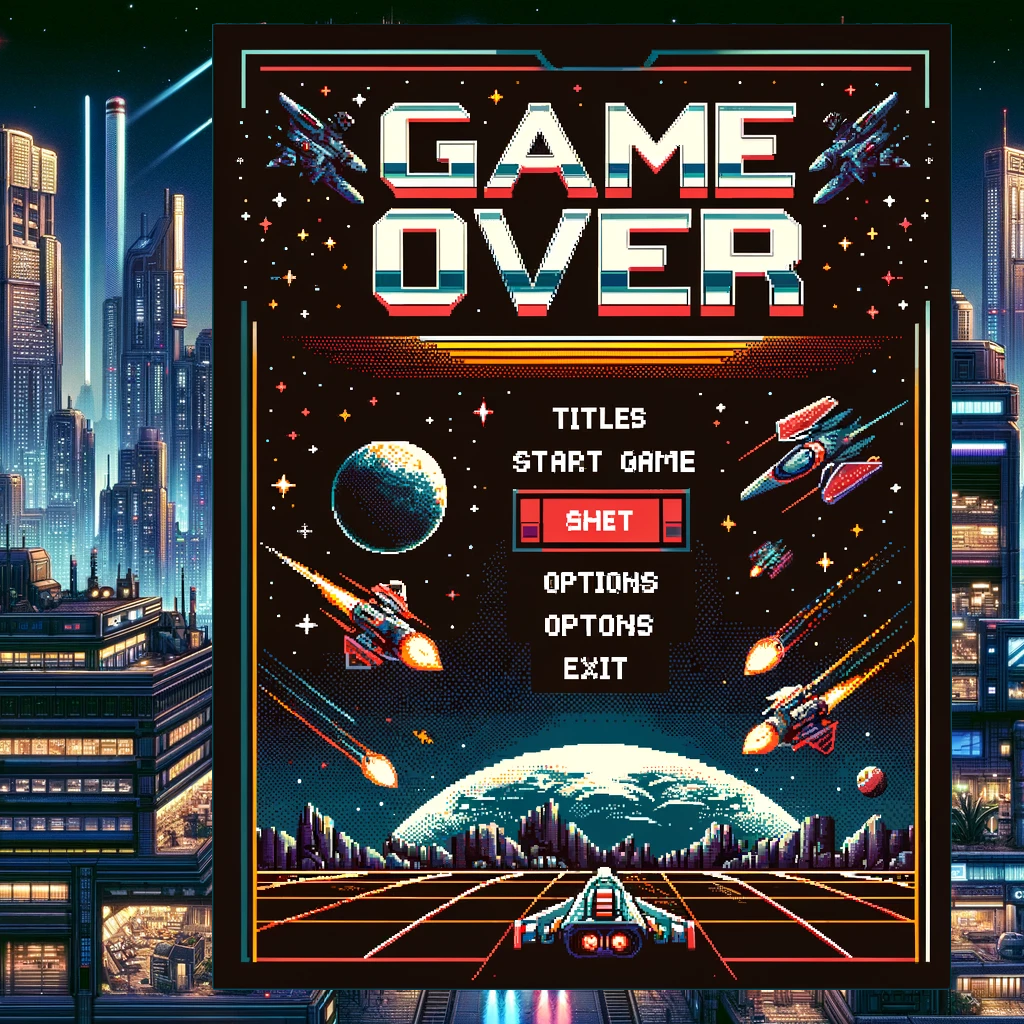 GAME
OVER
TITLES
START GAME
SHET
OPTIONS
OPTONS
EXIT